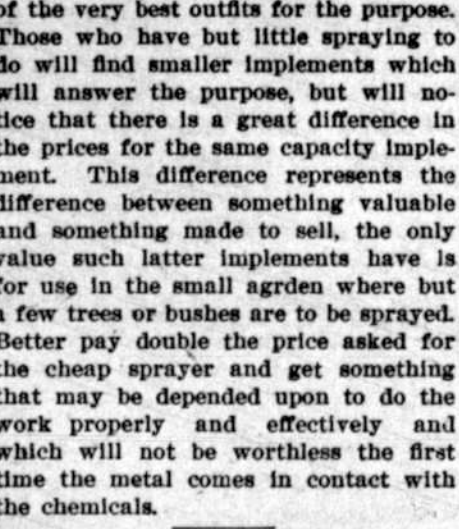 of the very best outfits for the purpose.
Those who have but little spraying to
do will find smaller implements which
will answer the purpose, but will no-
tice that there is a great difference in
the prices for the same capacity imple-
ment. This difference represents the
difference between something valuable
and something made to sell, the only
value such latter implements have is
for use in the small agrden where but
a few trees or bushes are to be sprayed.
Better pay double the price asked for
the cheap sprayer and get something
that may be depended upon to do the
work properly and effectively and
which will not be worthless the first
time the metal comes in contact with
the chemicals.